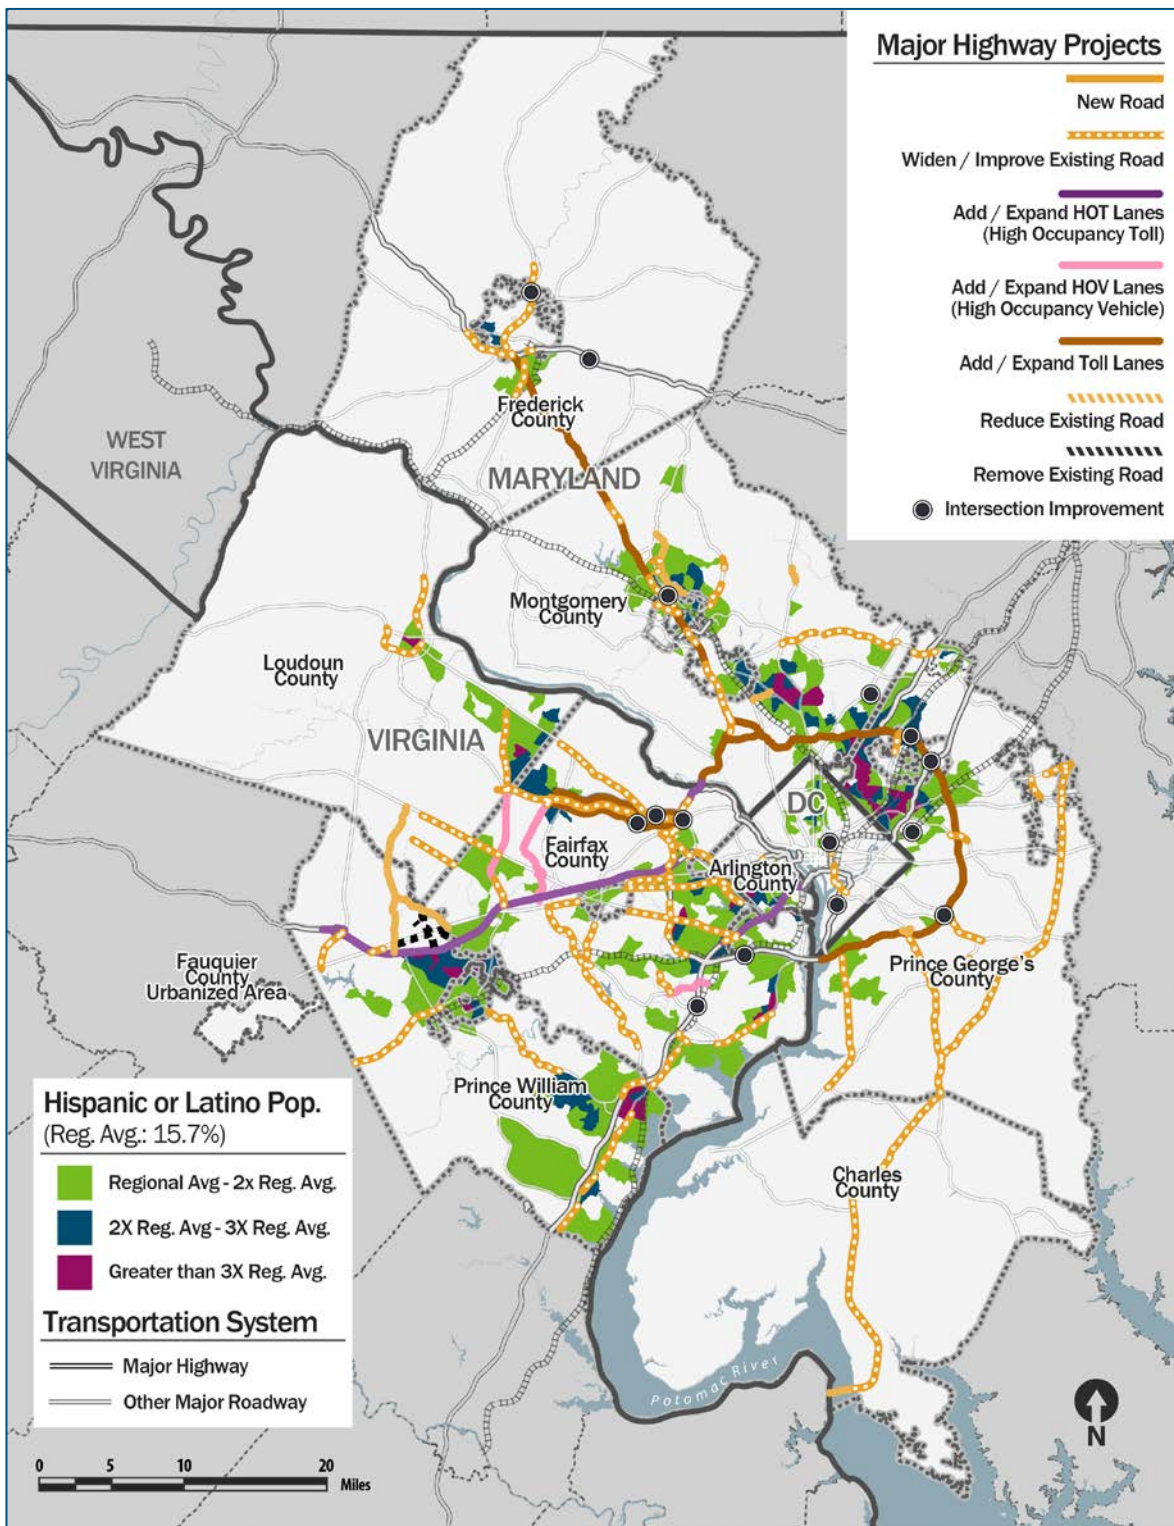 Major Highway Projects
New Road
Widen / Improve Existing Road
Add / Expand HOT Lanes
(High Occupancy Toll)
Add / Expand HOV Lanes
(High Occupancy Vehicle)
Add / Expand Toll Lanes
Reduce Existing Road
Remove Existing Road
Intersection Improvement
WEST
VIRGINIA
Frederick
County
MARYLAND
Montgomery
County
Loudoun
County
VIRGINIA
DC
Fairfax
County
Arlington
County
Fauquier
County
Urbanized Area
Prince George's
County
Prince William
County
Charles
County
Potomac River
Hispanic or Latino Pop.
(Reg. Avg.: 15.7%)
Regional Avg - 2x Reg. Avg.
2X Reg. Avg - 3X Reg. Avg.
Greater than 3X Reg. Avg.
Transportation System
Major Highway
Other Major Roadway
0 5 10 20
Miles
N